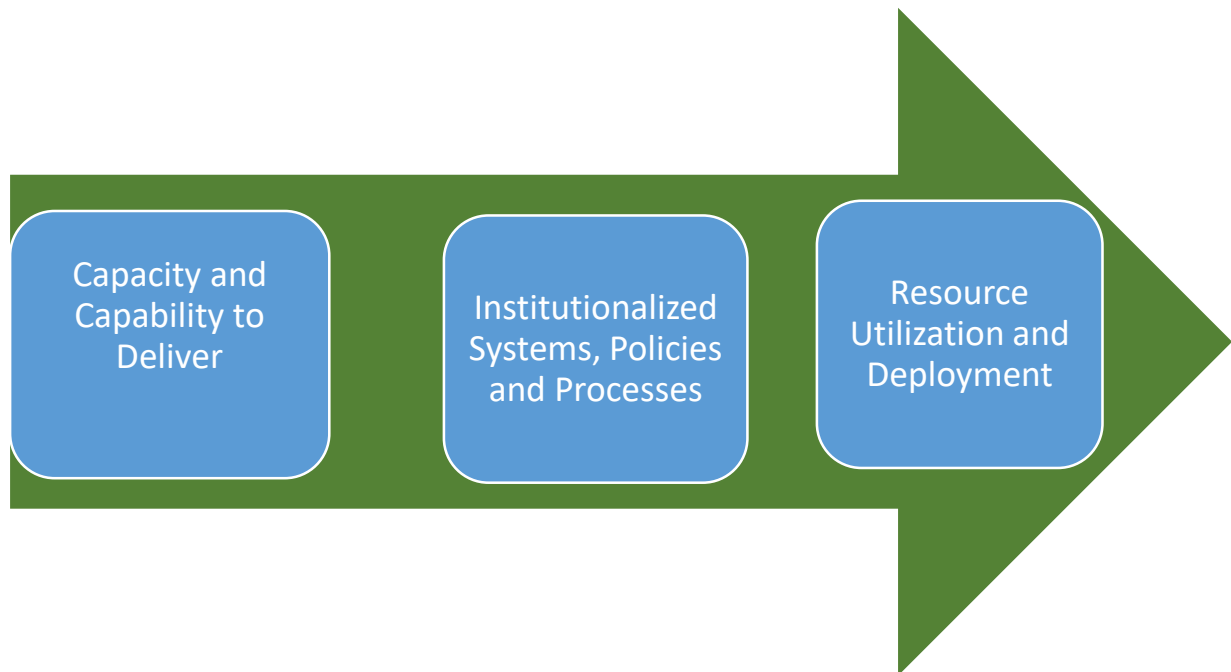 Capacity and
Capability to
Deliver
Institutionalized
Systems, Policies
and Processes
Resource
Utilization and
Deployment